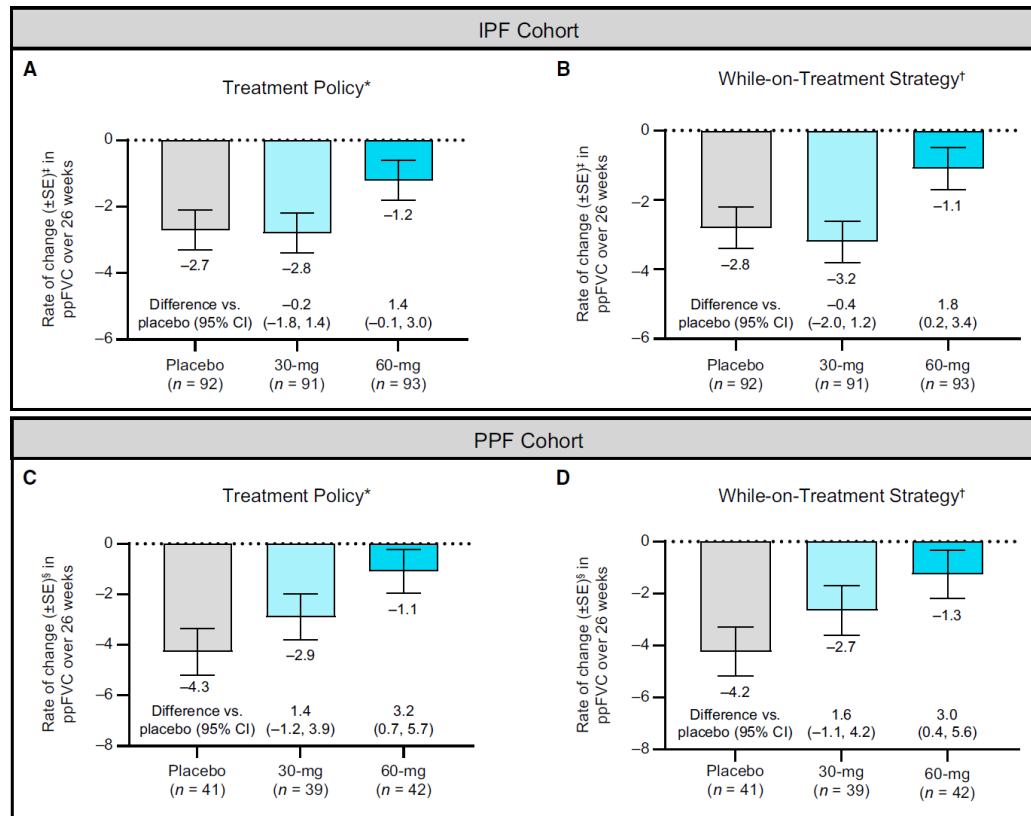 IPF Cohort
A
Treatment Policy*
Rate of change (±SE)‡ in
ppFVC over 26 weeks
0
–2
–4
–6
–2.7
–2.8
–1.2
Difference vs.
placebo (95% CI)
–0.2
(–1.8, 1.4)
1.4
(–0.1, 3.0)
Placebo
(n = 92)
30-mg
(n = 91)
60-mg
(n = 93)
B
While-on-Treatment Strategy†
Rate of change (±SE)‡ in
ppFVC over 26 weeks
0
–2
–4
–6
–2.8
–3.2
–1.1
Difference vs.
placebo (95% CI)
–0.4
(–2.0, 1.2)
1.8
(0.2, 3.4)
Placebo
(n = 92)
30-mg
(n = 91)
60-mg
(n = 93)
PPF Cohort
C
Treatment Policy*
Rate of change (±SE)§ in
ppFVC over 26 weeks
0
–2
–4
–6
–8
–4.3
–2.9
–1.1
Difference vs.
placebo (95% CI)
1.4
(–1.2, 3.9)
3.2
(0.7, 5.7)
Placebo
(n = 41)
30-mg
(n = 39)
60-mg
(n = 42)
D
While-on-Treatment Strategy†
Rate of change (±SE)§ in
ppFVC over 26 weeks
0
–2
–4
–6
–8
–4.2
–2.7
–1.3
Difference vs.
placebo (95% CI)
1.6
(–1.1, 4.2)
3.0
(0.4, 5.6)
Placebo
(n = 41)
30-mg
(n = 39)
60-mg
(n = 42)